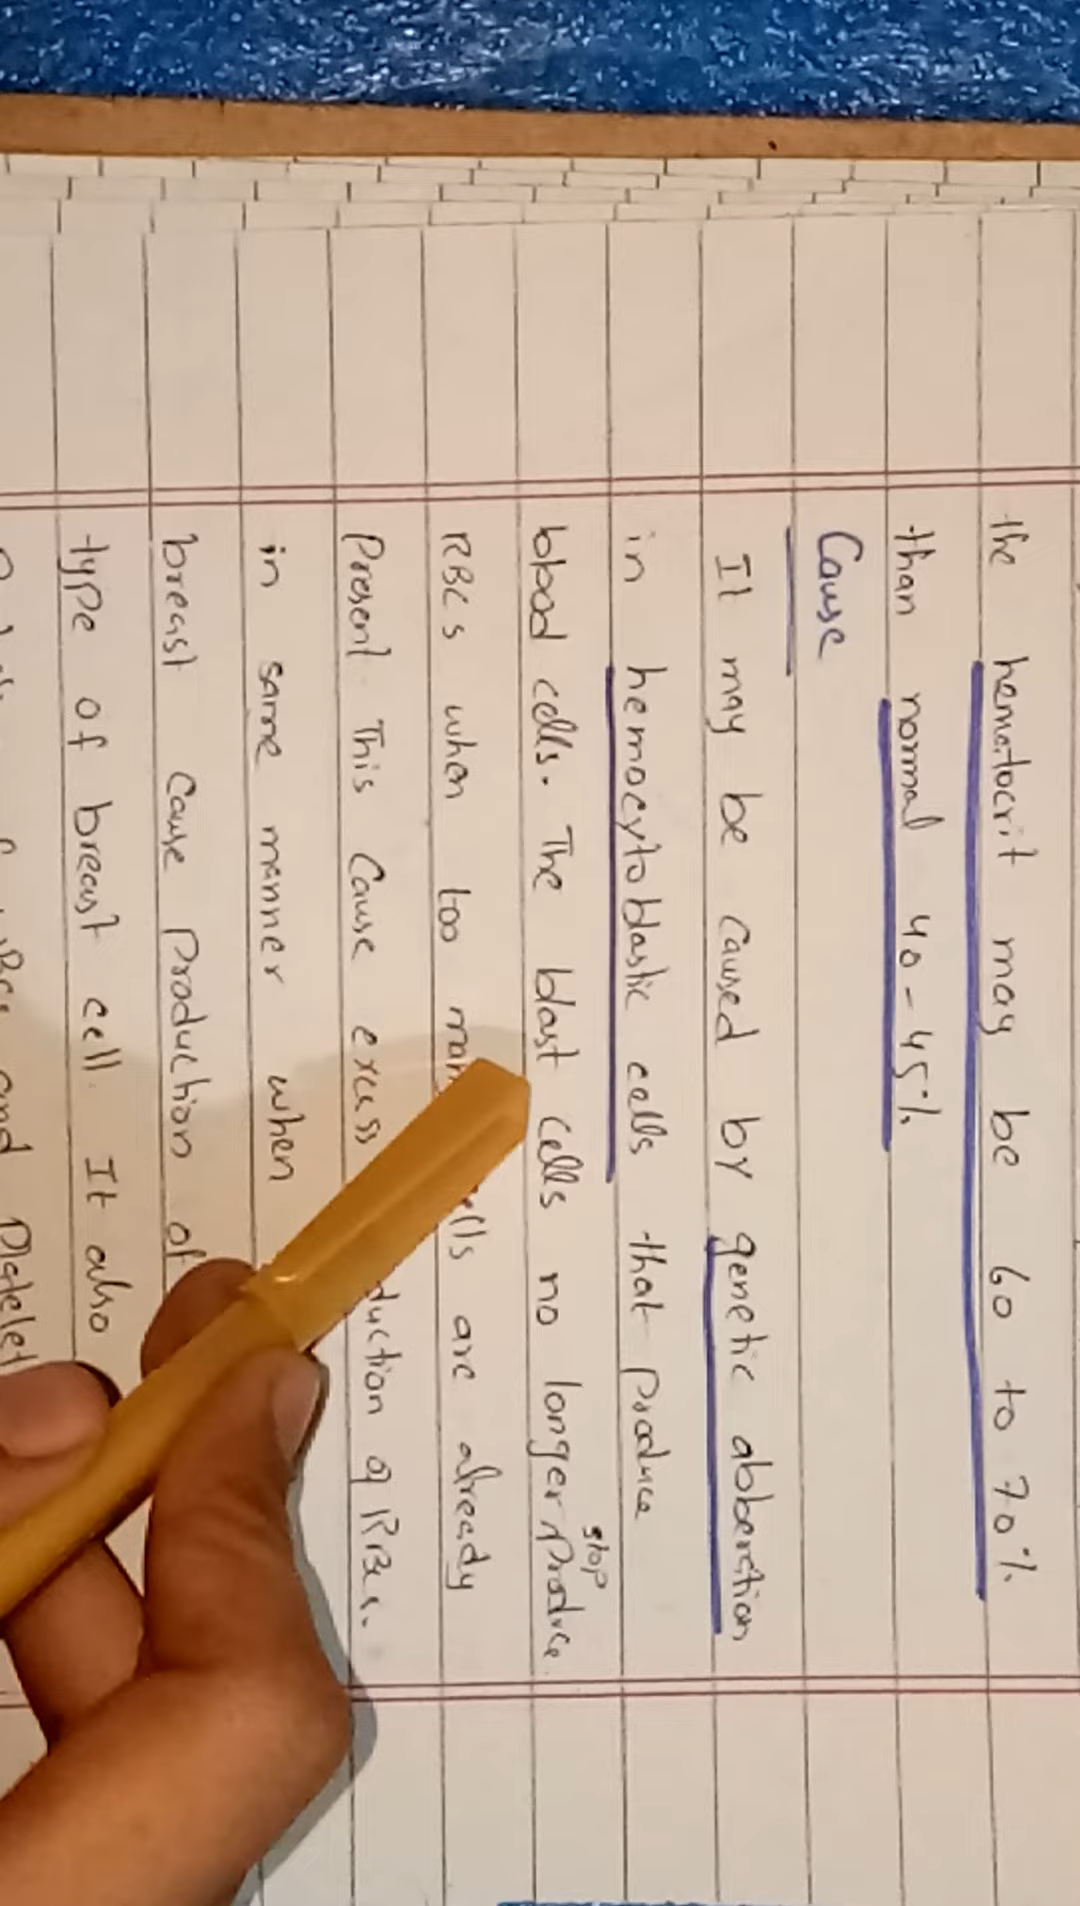 the hematocrit may be 60 to 70%
than normal 40-45%
Cause
It may be caused by genetic abberation
in hemocytoblastic cells that produce
blood cells. The blast cells no longer stop produce
RBCs when too are already
Present. This cause excess of RBCs.
in same manner when
breast cause production of
type of breast cell. It also
and Platelet